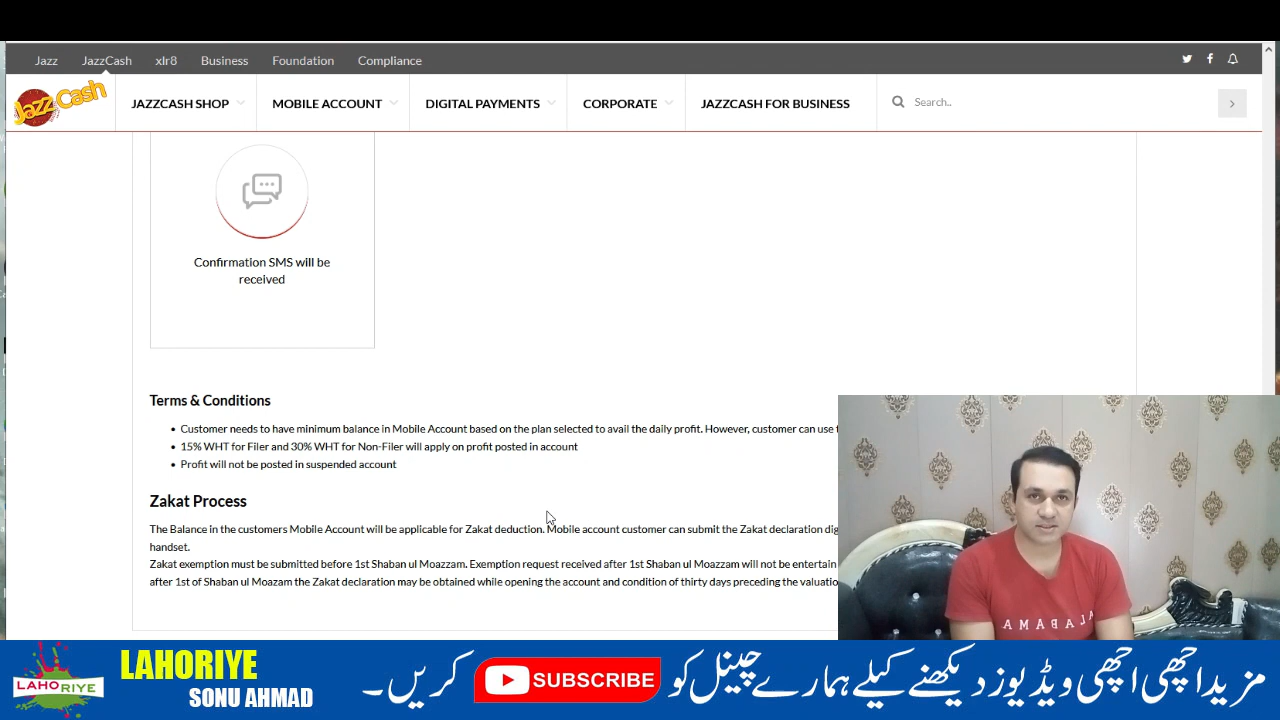 Jazz JazzCash xlr8 Business Foundation Compliance
Jazz Cash JAZZCASH SHOP MOBILE ACCOUNT DIGITAL PAYMENTS CORPORATE JAZZCASH FOR BUSINESS Search..
Confirmation SMS will be
received
Terms & Conditions
• Customer needs to have minimum balance in Mobile Account based on the plan selected to avail the daily profit. However, customer can use
• 15% WHT for Filer and 30% WHT for Non-Filer will apply on profit posted in account
• Profit will not be posted in suspended account
Zakat Process
The Balance in the customers Mobile Account will be applicable for Zakat deduction. Mobile account customer can submit the Zakat declaration
handset.
Zakat exemption must be submitted before 1st Shaban ul Moazzam. Exemption request received after 1st Shaban ul Moazzam will not be entertain
after 1st of Shaban ul Moazam the Zakat declaration may be obtained while opening the account and condition of thirty days preceding the
ALABAMA
LAHORIYE
LAHORIYE
SONU AHMAD
مزید اچھی اچھی ویڈیوز دیکھنے کیلے ہمارے چینل کو SUBSCRIBE کریں۔